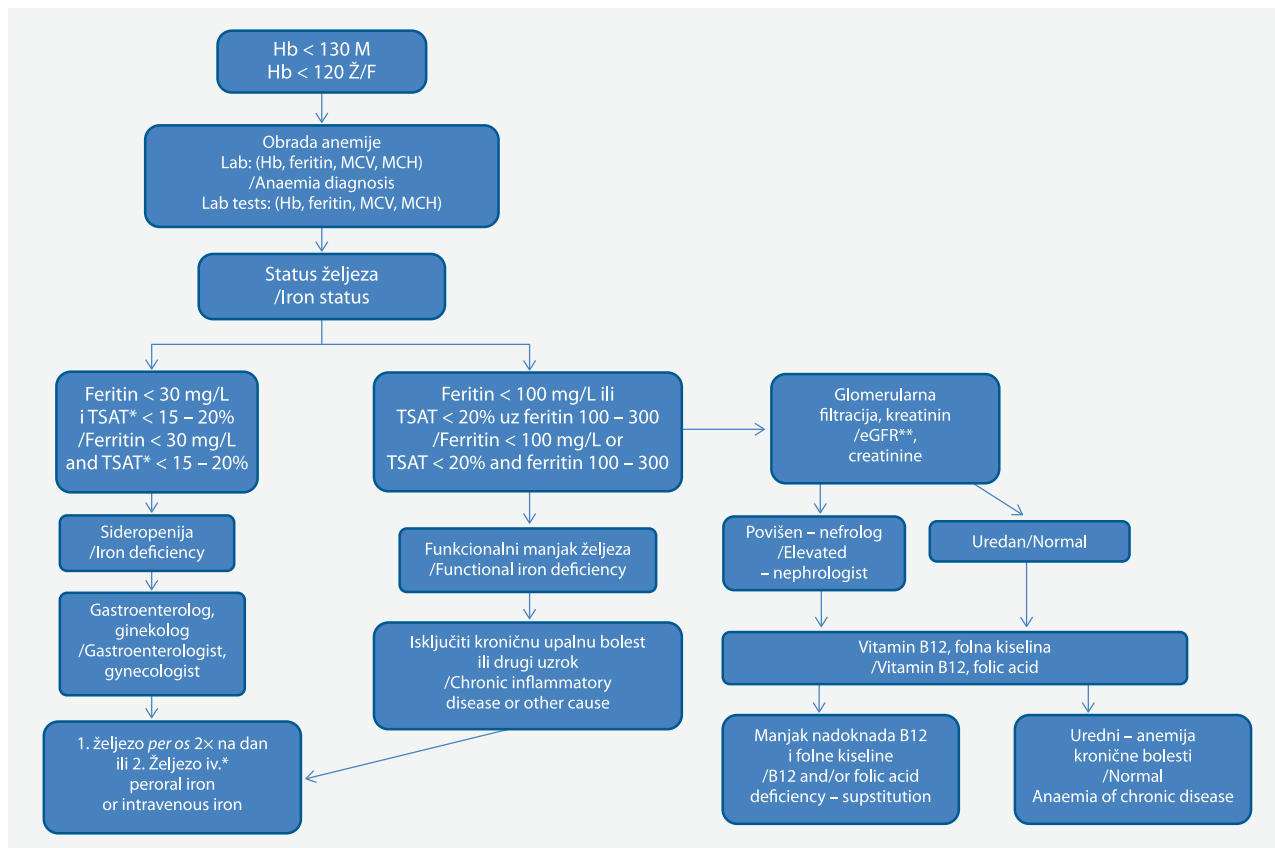 Hb < 130 M
Hb < 120 Ž/F
Obrada anemije
Lab: (Hb, feritin, MCV, MCH)
/Anaemia diagnosis
Lab tests: (Hb, feritin, MCV, MCH)
Status željeza
/Iron status
Feritin < 30 mg/L
i TSAT* < 15 – 20%
/Ferritin < 30 mg/L
and TSAT* < 15 – 20%
Feritin < 100 mg/L ili
TSAT < 20% uz feritin 100 – 300
/Ferritin < 100 mg/L or
TSAT < 20% and ferritin 100 – 300
Glomerularna
filtracija, kreatinin
/eGFR**,
creatinine
Sideropenija
/Iron deficiency
Funkcionalni manjak željeza
/Functional iron deficiency
Povišen – nefrolog
/Elevated
– nephrologist
Uredan/Normal
Gastroenterolog,
ginekolog
/Gastroenterologist,
gynecologist
Isključiti kroničnu upalnu bolest
ili drugi uzrok
/Chronic inflammatory
disease or other cause
Vitamin B12, folna kiselina
/Vitamin B12, folic acid
1. željezo per os 2× na dan
ili 2. Željezo iv.*
peroral iron
or intravenous iron
Manjak nadoknada B12
i folne kiseline
/B12 and/or folic acid
deficiency – supstitution
Uredni – anemija
kronične bolesti
/Normal
Anaemia of chronic disease